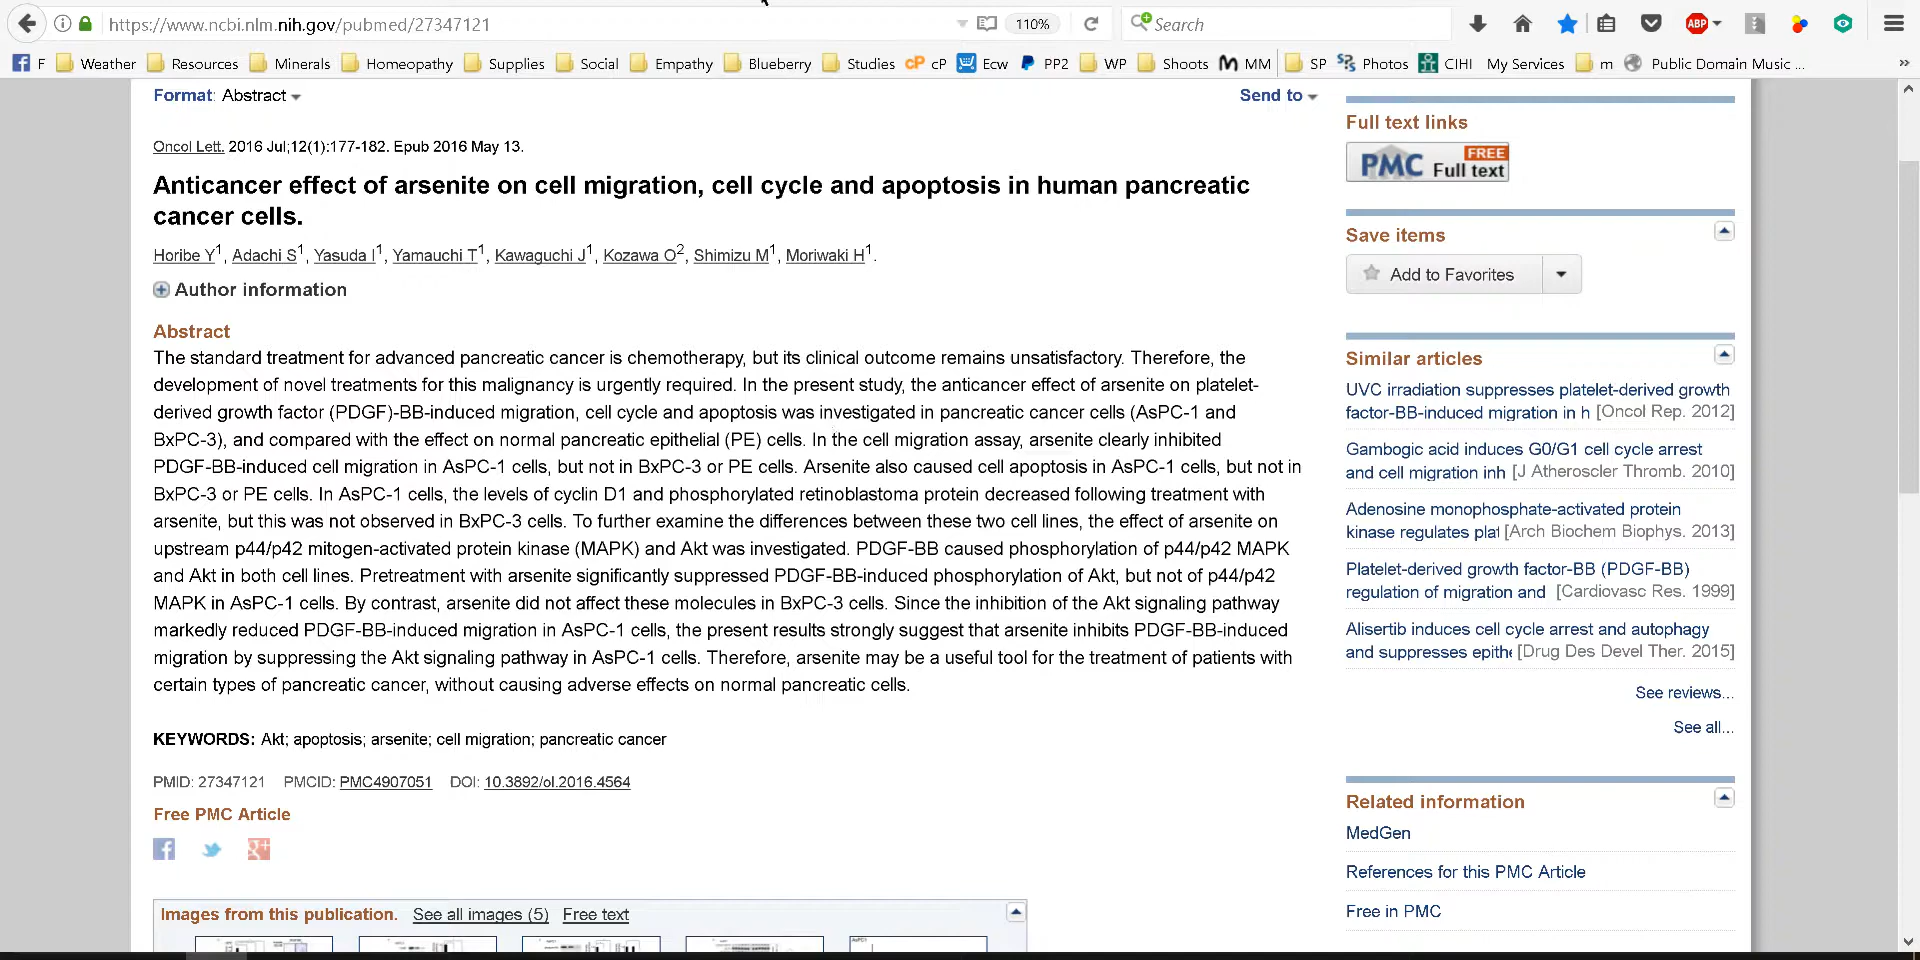 https://www.ncbi.nlm.nih.gov/pubmed/27347121 110% Search ABP
F Weather Resources Minerals Homeopathy Supplies Social Empathy Blueberry Studies cP cP Ecw PP2 WP Shoots MM SP Photos CIHI My Services m Public Domain Music ... »
Format: Abstract
Send to
Oncol Lett. 2016 Jul;12(1):177-182. Epub 2016 May 13.
Anticancer effect of arsenite on cell migration, cell cycle and apoptosis in human pancreatic
cancer cells.
Horibe Y1, Adachi S1, Yasuda I1, Yamauchi T1, Kawaguchi J1, Kozawa O2, Shimizu M1, Moriwaki H1.
Author information
Abstract
The standard treatment for advanced pancreatic cancer is chemotherapy, but its clinical outcome remains unsatisfactory. Therefore, the
development of novel treatments for this malignancy is urgently required. In the present study, the anticancer effect of arsenite on platelet-
derived growth factor (PDGF)-BB-induced migration, cell cycle and apoptosis was investigated in pancreatic cancer cells (AsPC-1 and
BxPC-3), and compared with the effect on normal pancreatic epithelial (PE) cells. In the cell migration assay, arsenite clearly inhibited
PDGF-BB-induced cell migration in AsPC-1 cells, but not in BxPC-3 or PE cells. Arsenite also caused cell apoptosis in AsPC-1 cells, but not in
BxPC-3 or PE cells. In AsPC-1 cells, the levels of cyclin D1 and phosphorylated retinoblastoma protein decreased following treatment with
arsenite, but this was not observed in BxPC-3 cells. To further examine the differences between these two cell lines, the effect of arsenite on
upstream p44/p42 mitogen-activated protein kinase (MAPK) and Akt was investigated. PDGF-BB caused phosphorylation of p44/p42 MAPK
and Akt in both cell lines. Pretreatment with arsenite significantly suppressed PDGF-BB-induced phosphorylation of Akt, but not of p44/p42
MAPK in AsPC-1 cells. By contrast, arsenite did not affect these molecules in BxPC-3 cells. Since the inhibition of the Akt signaling pathway
markedly reduced PDGF-BB-induced migration in AsPC-1 cells, the present results strongly suggest that arsenite inhibits PDGF-BB-induced
migration by suppressing the Akt signaling pathway in AsPC-1 cells. Therefore, arsenite may be a useful tool for the treatment of patients with
certain types of pancreatic cancer, without causing adverse effects on normal pancreatic cells.
KEYWORDS: Akt; apoptosis; arsenite; cell migration; pancreatic cancer
PMID: 27347121 PMCID: PMC4907051 DOI: 10.3892/ol.2016.4564
Free PMC Article
Images from this publication. See all images (5) Free text
Full text links
PMC FREE Full text
Save items
Add to Favorites
Similar articles
UVC irradiation suppresses platelet-derived growth
factor-BB-induced migration in h [Oncol Rep. 2012]
Gambogic acid induces G0/G1 cell cycle arrest
and cell migration inh [J Atheroscler Thromb. 2010]
Adenosine monophosphate-activated protein
kinase regulates plat [Arch Biochem Biophys. 2013]
Platelet-derived growth factor-BB (PDGF-BB)
regulation of migration and [Cardiovasc Res. 1999]
Alisertib induces cell cycle arrest and autophagy
and suppresses epithe [Drug Des Devel Ther. 2015]
See reviews...
See all...
Related information
MedGen
References for this PMC Article
Free in PMC